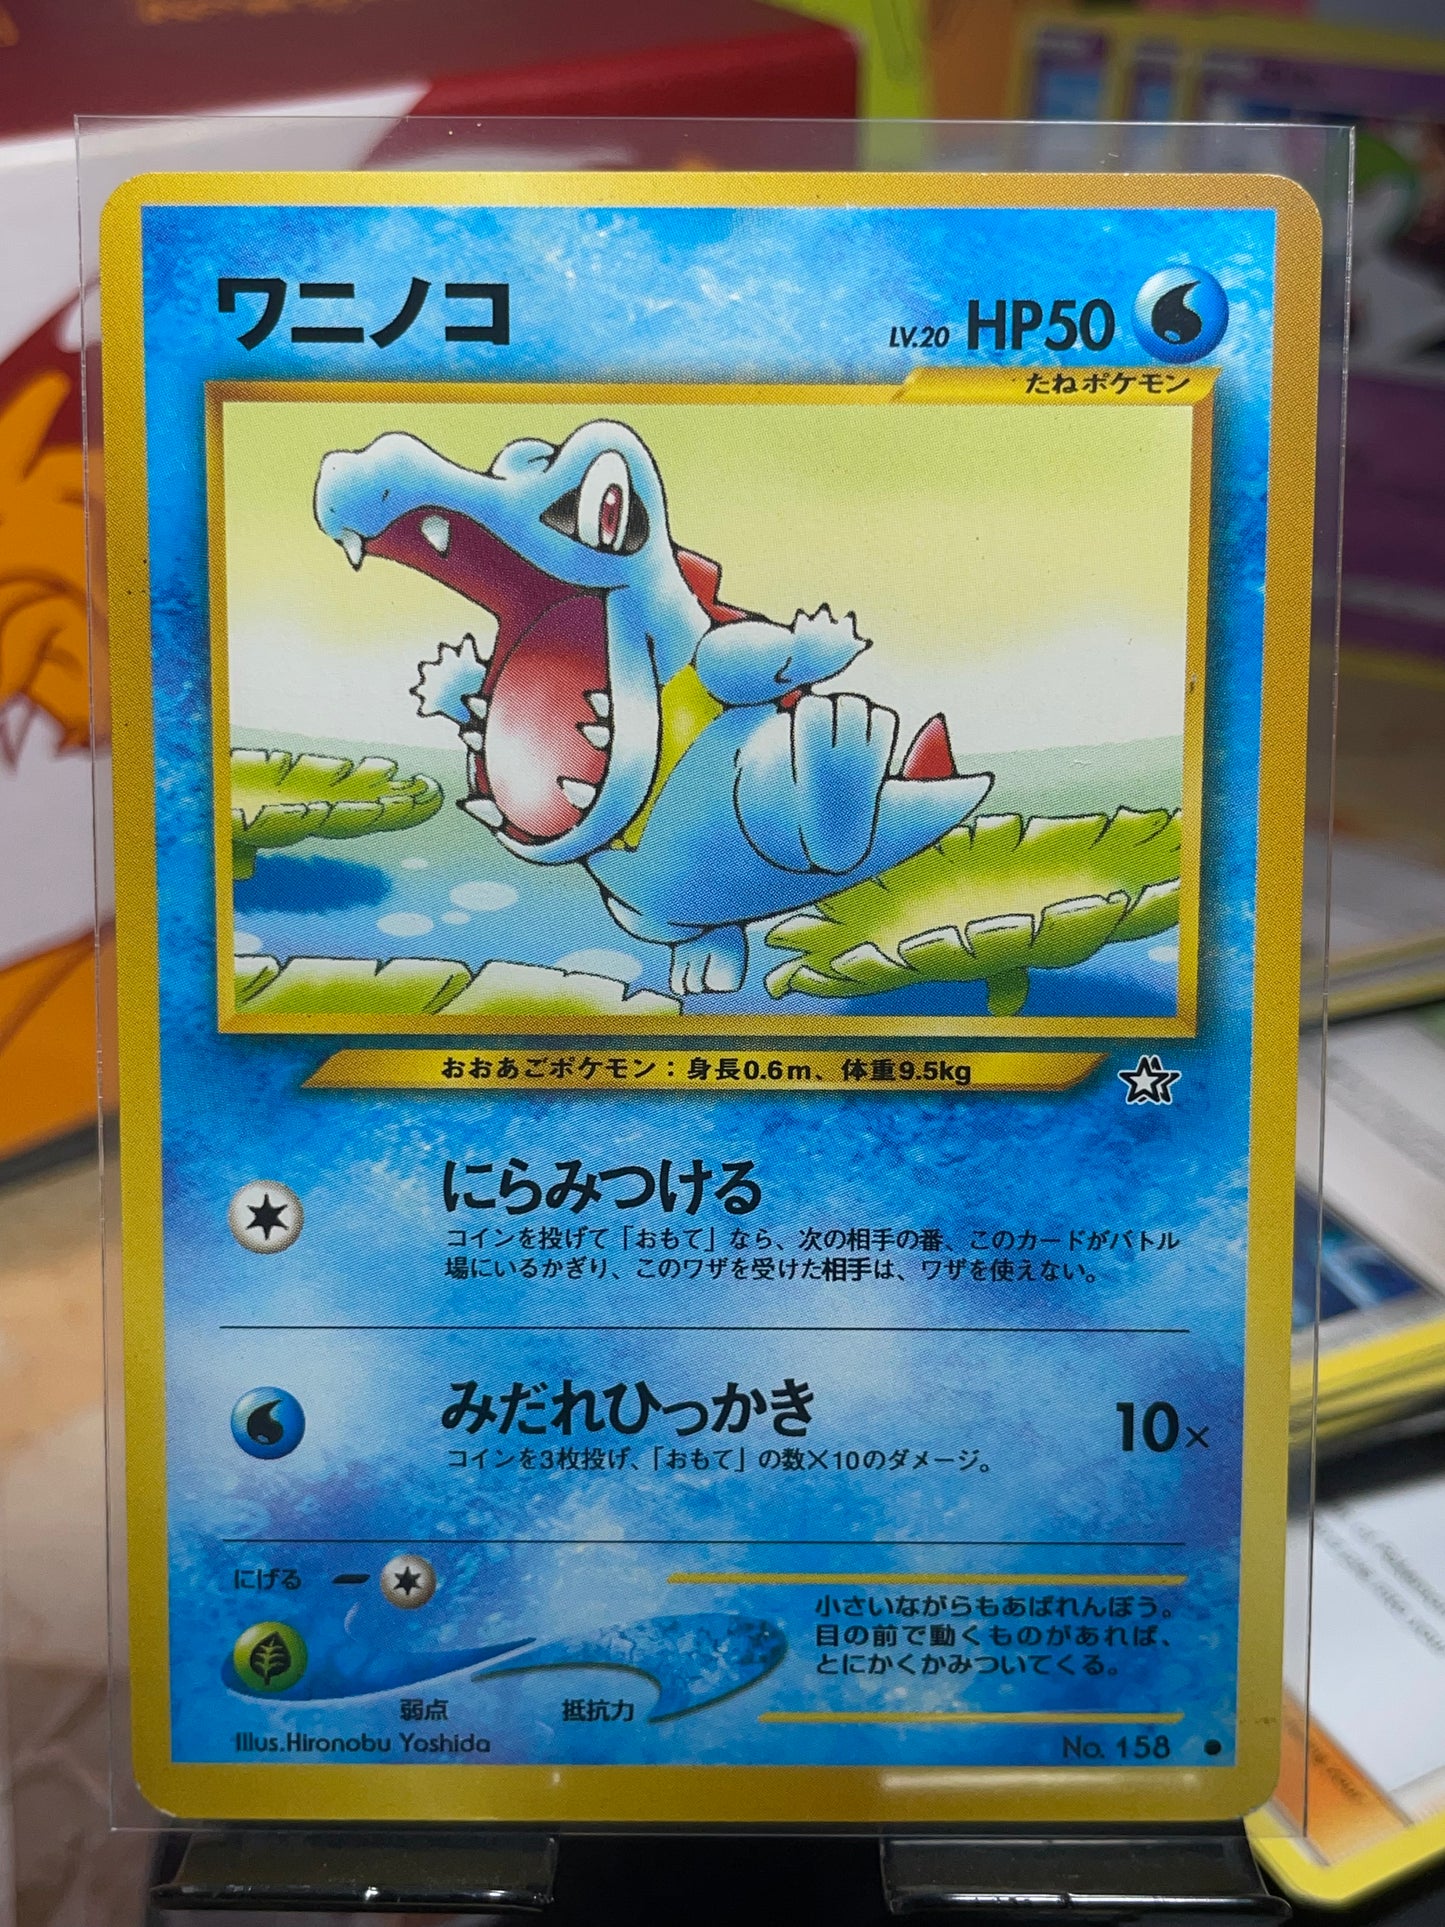 ワニノコ
LV.20 HP50
たねポケモン
おおあごポケモン:身長0.6m、体重9.5kg
にらみつける
コインを投げて「おもて」なら、次の相手の番、このカードがバトル
場にいるかぎり、このワザを受けた相手は、ワザを使えない。
みだれひっかき
10×
コインを3枚投げ、「おもて」の数×10のダメージ。
にげる
小さいながらもあばれんぼう。
目の前で動くものがあれば、
とにかくかみついてくる。
弱点
抵抗力
Illus.Hironobu Yoshida
No. 158